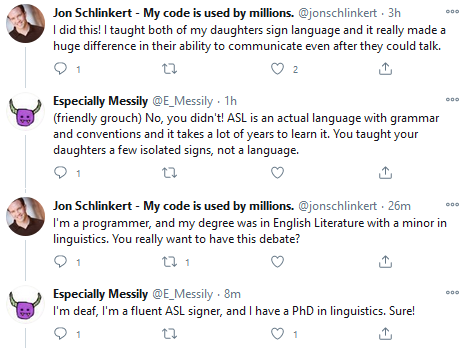 Jon Schlinkert - My code is used by millions. @jonschlinkert · 3h
I did this! I taught both of my daughters sign language and it really made a
huge difference in their ability to communicate even after they could talk.
1 2
Especially Messily @E_Messily · 1h
(friendly grouch) No, you didn't! ASL is an actual language with grammar
and conventions and it takes a lot of years to learn it. You taught your
daughters a few isolated signs, not a language.
1
Jon Schlinkert - My code is used by millions. @jonschlinkert · 26m
I'm a programmer, and my degree was in English Literature with a minor in
linguistics. You really want to have this debate?
1 1
Especially Messily @E_Messily · 8m
I'm deaf, I'm a fluent ASL signer, and I have a PhD in linguistics. Sure!
1 1